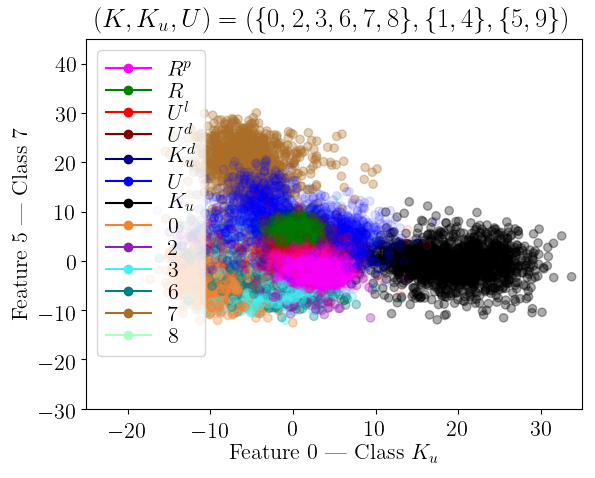 (K, K_u, U) = ({0, 2, 3, 6, 7, 8}, {1, 4}, {5, 9})
Feature 5 — Class 7
40
30
20
10
0
−10
−20
−30
R^p
R
U^l
U^d
K_u^d
U
K_u
0
2
3
6
7
8
−20
−10
0
10
20
30
Feature 0 — Class K_u